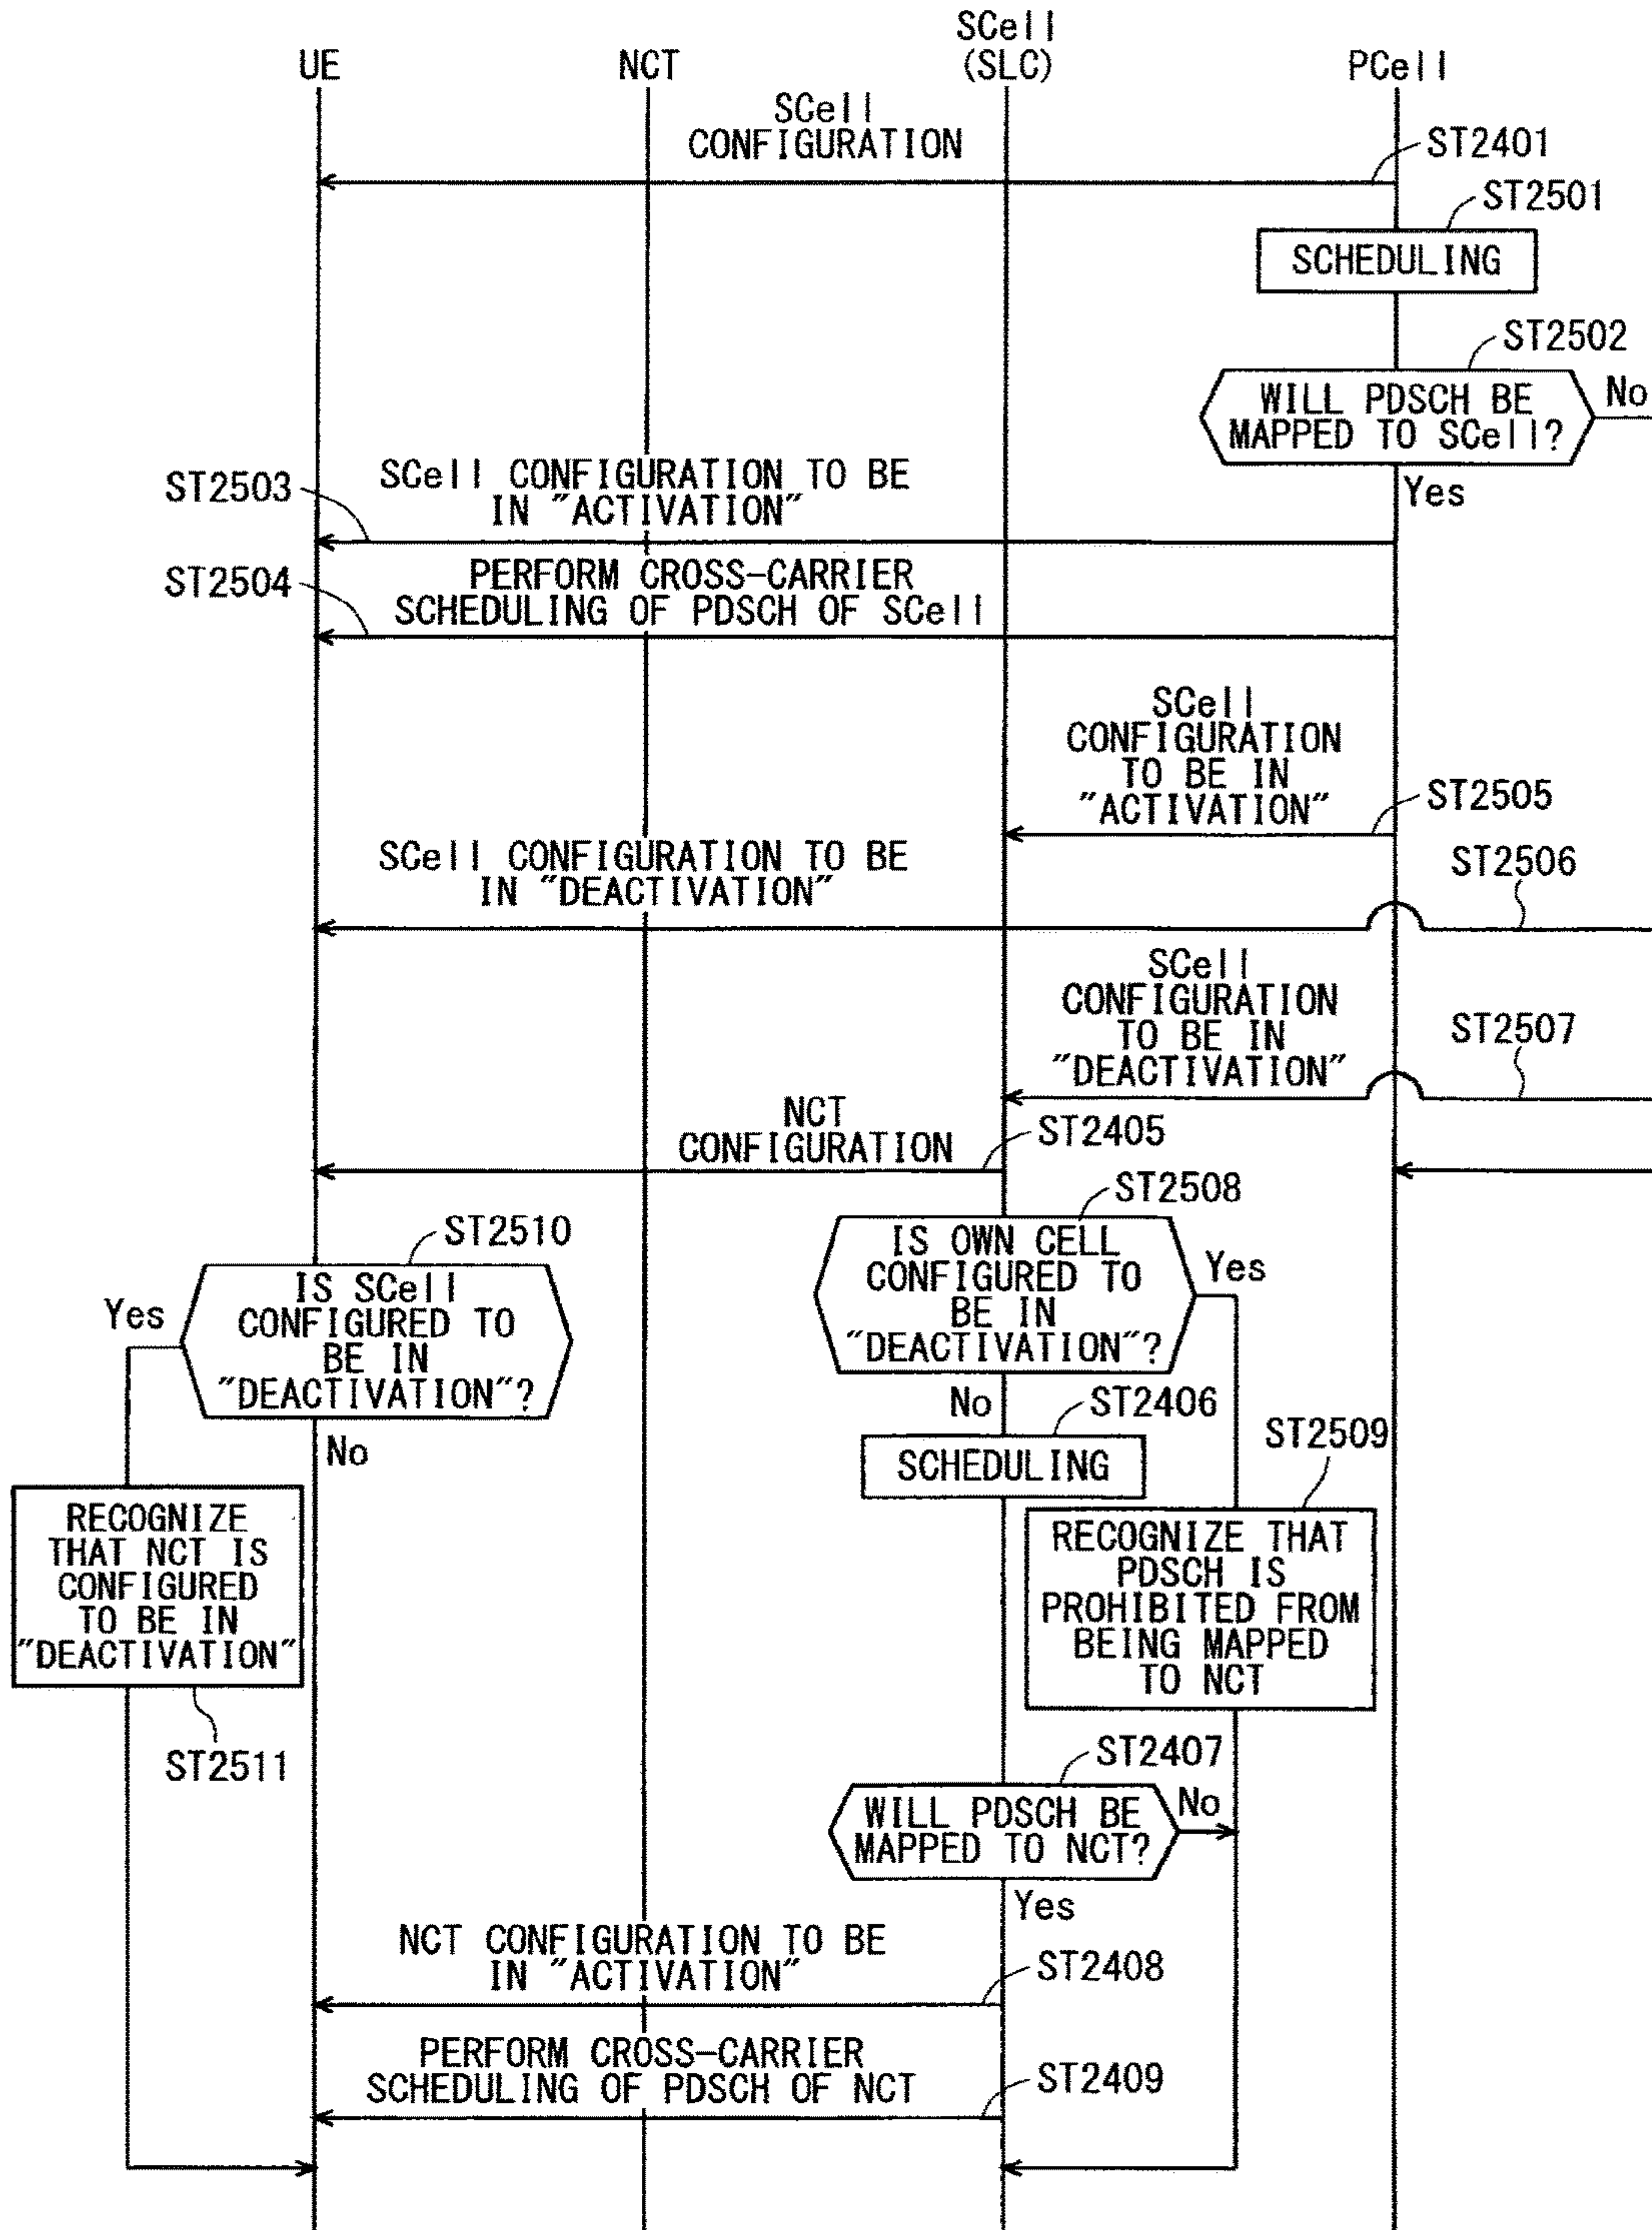 UE
NCT
SCell
(SLC)
PCell
SCell
CONFIGURATION
ST2401
ST2501
SCHEDULING
ST2502
WILL PDSCH BE
MAPPED TO SCell?
No
Yes
ST2503
SCell CONFIGURATION TO BE
IN "ACTIVATION"
ST2504
PERFORM CROSS-CARRIER
SCHEDULING OF PDSCH OF SCell
SCell
CONFIGURATION
TO BE IN
"ACTIVATION"
ST2505
SCell CONFIGURATION TO BE
IN "DEACTIVATION"
ST2506
SCell
CONFIGURATION
TO BE IN
"DEACTIVATION"
ST2507
NCT
CONFIGURATION
ST2405
ST2508
IS OWN CELL
CONFIGURED TO
BE IN
"DEACTIVATION"?
Yes
No
ST2510
IS SCell
CONFIGURED TO
BE IN
"DEACTIVATION"?
Yes
No
ST2406
SCHEDULING
ST2509
RECOGNIZE THAT
PDSCH IS
PROHIBITED FROM
BEING MAPPED
TO NCT
RECOGNIZE
THAT NCT IS
CONFIGURED
TO BE IN
"DEACTIVATION"
ST2511
ST2407
WILL PDSCH BE
MAPPED TO NCT?
No
Yes
NCT CONFIGURATION TO BE
IN "ACTIVATION"
ST2408
PERFORM CROSS-CARRIER
SCHEDULING OF PDSCH OF NCT
ST2409